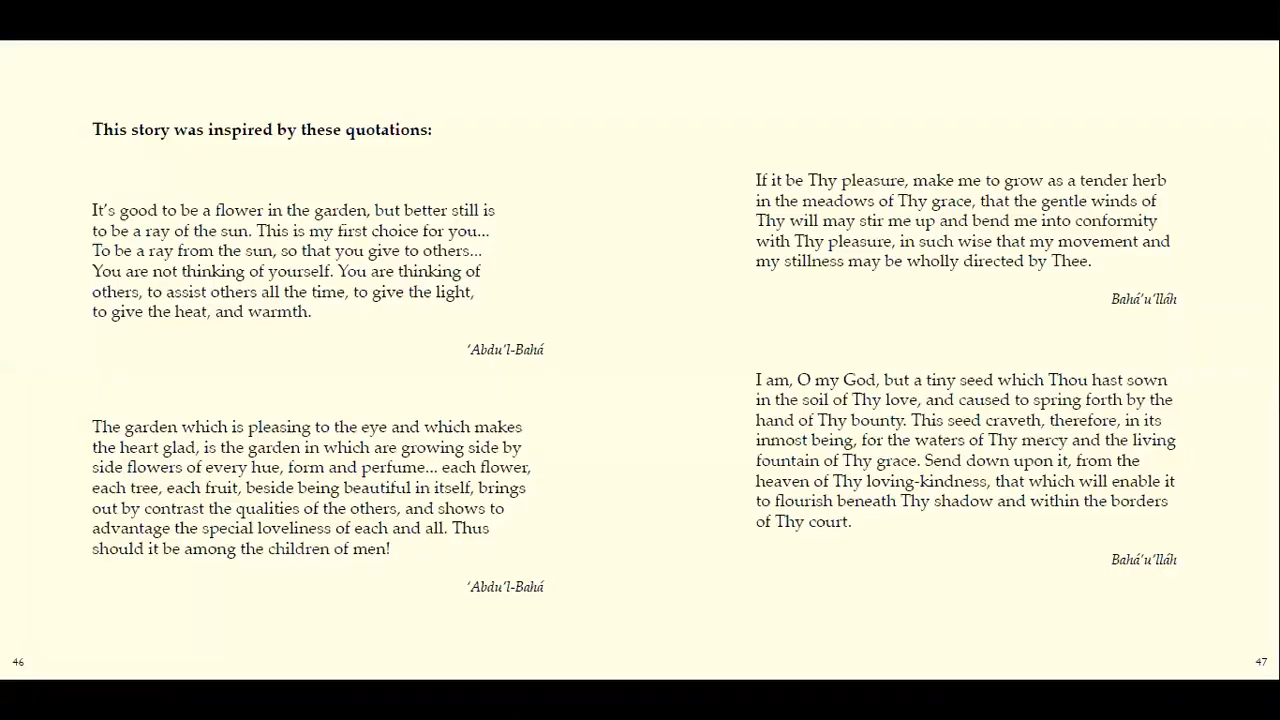 This story was inspired by these quotations:
It's good to be a flower in the garden, but better still is
to be a ray of the sun. This is my first choice for you...
To be a ray from the sun, so that you give to others...
You are not thinking of yourself. You are thinking of
others, to assist others all the time, to give the light,
to give the heat, and warmth.
‘Abdu’l-Bahá
The garden which is pleasing to the eye and which makes
the heart glad, is the garden in which are growing side by
side flowers of every hue, form and perfume... each flower,
each tree, each fruit, beside being beautiful in itself, brings
out by contrast the qualities of the others, and shows to
advantage the special loveliness of each and all. Thus
should it be among the children of men!
‘Abdu’l-Bahá
46
If it be Thy pleasure, make me to grow as a tender herb
in the meadows of Thy grace, that the gentle winds of
Thy will may stir me up and bend me into conformity
with Thy pleasure, in such wise that my movement and
my stillness may be wholly directed by Thee.
Bahá’u’lláh
I am, O my God, but a tiny seed which Thou hast sown
in the soil of Thy love, and caused to spring forth by the
hand of Thy bounty. This seed craveth, therefore, in its
inmost being, for the waters of Thy mercy and the living
fountain of Thy grace. Send down upon it, from the
heaven of Thy loving-kindness, that which will enable it
to flourish beneath Thy shadow and within the borders
of Thy court.
Bahá’u’lláh
47